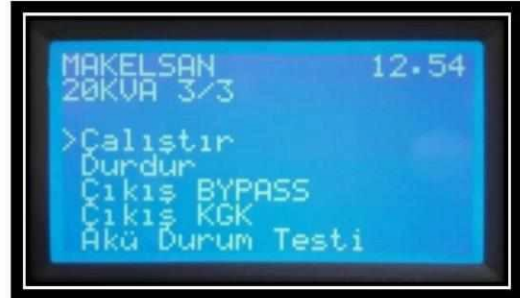 MAKELSAN 12.54
20KVA 3/3
>Çalıştır
Durdur
Çıkış BYPASS
Çıkış KGK
Akü Durum Testi